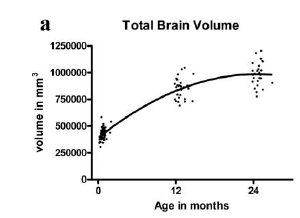 a
Total Brain Volume
1250000
1000000
750000
500000
250000
0
volume in mm³
0 12 24
Age in months